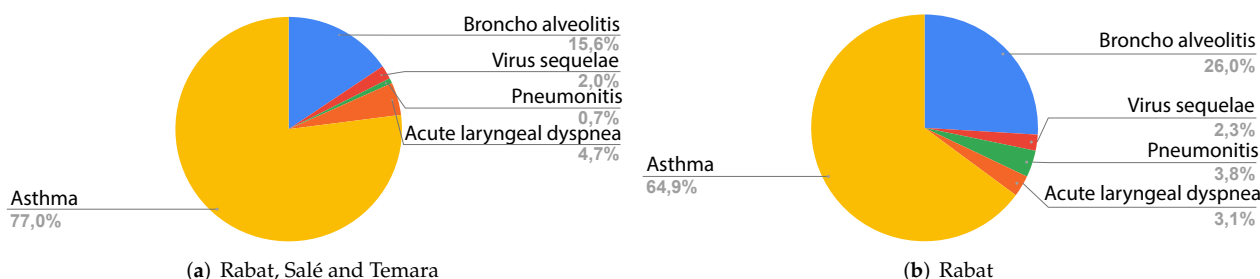 Broncho alveolitis
15,6%
Virus sequelae
2,0%
Pneumonitis
0,7%
Acute laryngeal dyspnea
4,7%
Asthma
77,0%
(a) Rabat, Salé and Temara
Broncho alveolitis
26,0%
Virus sequelae
2,3%
Pneumonitis
3,8%
Acute laryngeal dyspnea
3,1%
Asthma
64,9%
(b) Rabat